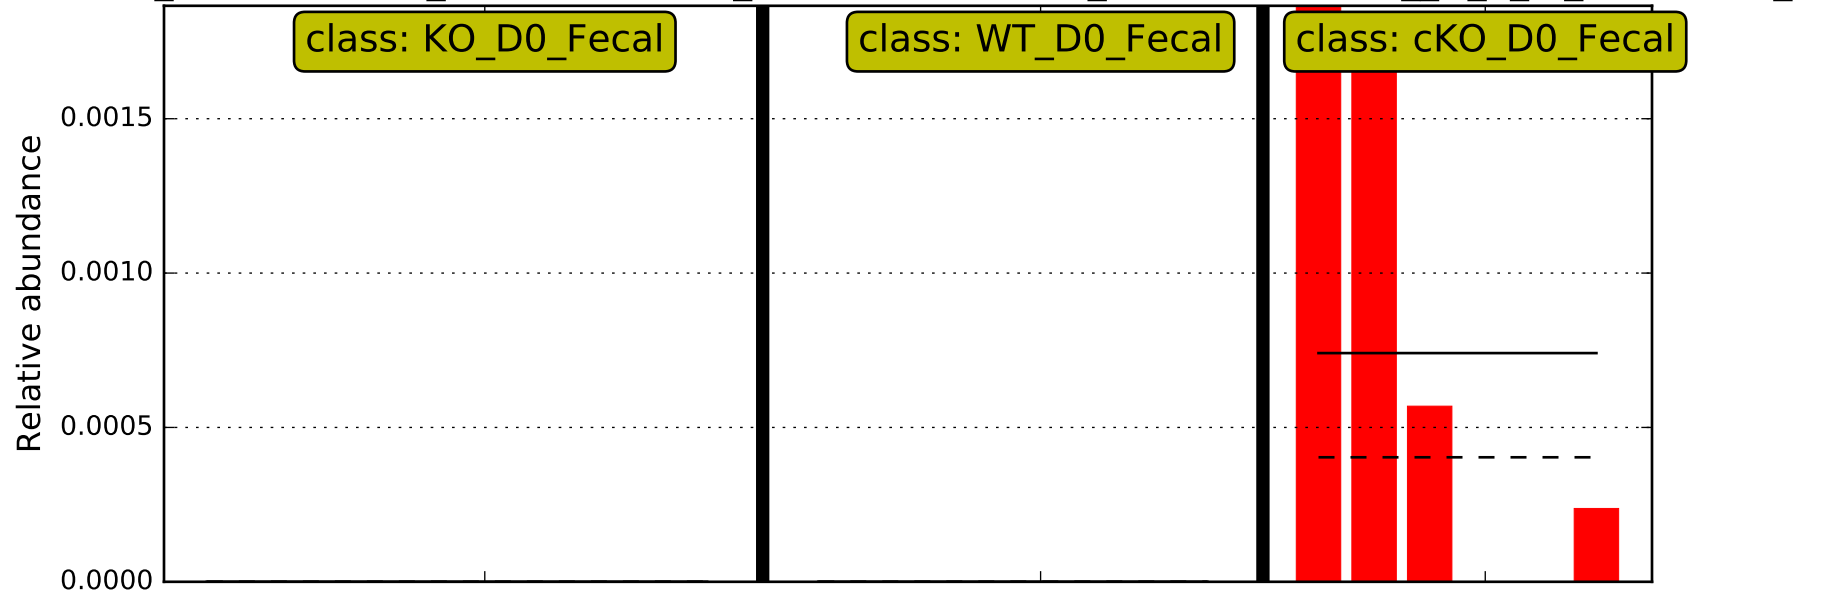 class: KO_D0_Fecal
class: WT_D0_Fecal
class: cKO_D0_Fecal
0.0015
0.0010
0.0005
0.0000
Relative abundance